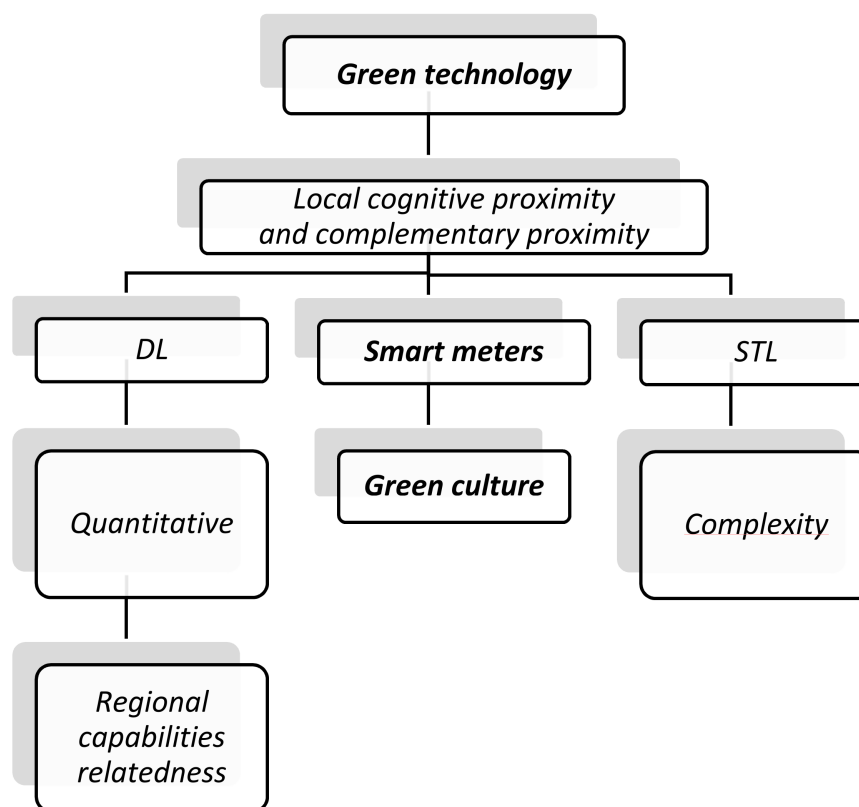 Green technology
Local cognitive proximity
and complementary proximity
DL
Smart meters
STL
Quantitative
Green culture
Complexity
Regional
capabilities
relatedness